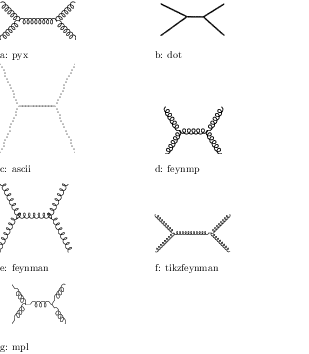 a: pyx
b: dot
c: ascii
d: feynmp
e: feynman
f: tikzfeynman
g: mpl